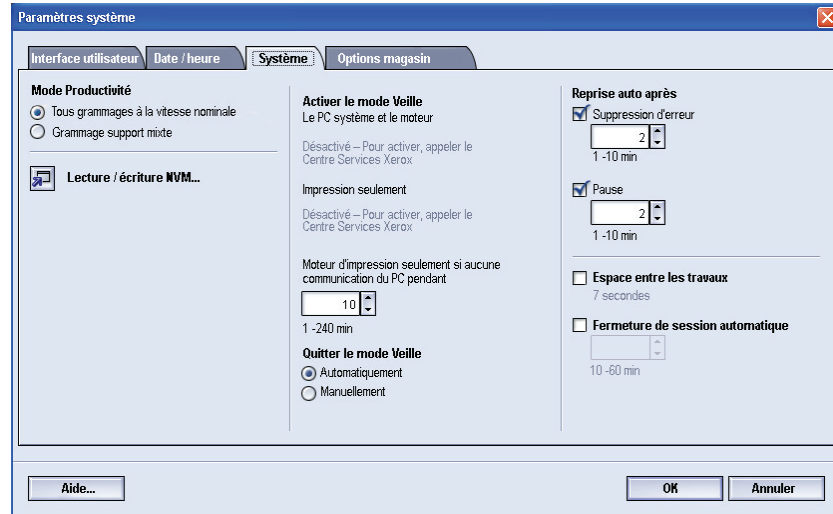 Paramètres système
Interface utilisateur
Date / heure
Système
Options magasin
Mode Productivité
Tous grammages à la vitesse nominale
Grammage support mixte
Lecture / écriture NVM...
Activer le mode Veille
Le PC système et le moteur
Désactivé – Pour activer, appeler le
Centre Services Xerox
Impression seulement
Désactivé – Pour activer, appeler le
Centre Services Xerox
Moteur d'impression seulement si aucune
communication du PC pendant
10
1 -240 min
Quitter le mode Veille
Automatiquement
Manuellement
Reprise auto après
Suppression d'erreur
2
1 -10 min
Pause
2
1 -10 min
Espace entre les travaux
7 secondes
Fermeture de session automatique
10 -60 min
Aide...
OK
Annuler